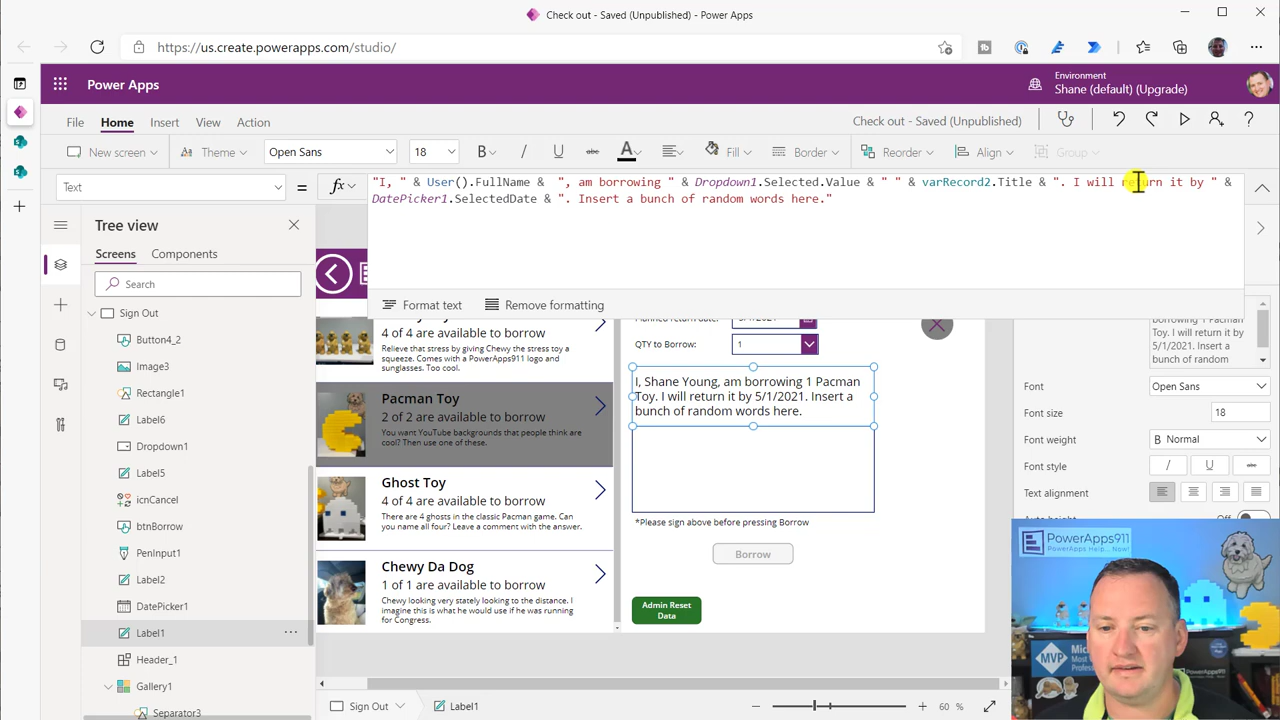 Check out - Saved (Unpublished) - Power Apps
https://us.create.powerapps.com/studio/
Power Apps
Environment
Shane (default) (Upgrade)
File
Home
Insert
View
Action
Check out - Saved (Unpublished)
New screen
Theme
Open Sans
18
B
A
Fill
Border
Reorder
Align
Group
Text
=
fx
"I, " & User().FullName & ", am borrowing " & Dropdown1.Selected.Value & " " & varRecord2.Title & ". I will return it by " &
DatePicker1.SelectedDate & ". Insert a bunch of random words here."
Format text
Remove formatting
Tree view
Screens
Components
Search
Sign Out
Button4_2
Image3
Rectangle1
Label6
Dropdown1
Label5
icnCancel
btnBorrow
PenInput1
Label2
DatePicker1
Label1
Header_1
Gallery1
Separator3
4 of 4 are available to borrow
Relieve that stress by giving Chewy the stress toy a
squeeze. Comes with a PowerApps911 logo and
sunglasses. Too cool.
Pacman Toy
2 of 2 are available to borrow
You want YouTube backgrounds that people think are
cool? Then use one of these.
Ghost Toy
4 of 4 are available to borrow
There are 4 ghosts in the classic Pacman game. Can
you name all four? Leave a comment with the answer.
Chewy Da Dog
1 of 1 are available to borrow
Chewy looking very stately looking to the distance. I
imagine this is what he would use if he was running
for Congress.
Planned return date:
5/1/2021
QTY to Borrow:
1
I, Shane Young, am borrowing 1 Pacman
Toy. I will return it by 5/1/2021. Insert a
bunch of random words here.
*Please sign above before pressing Borrow
Borrow
Admin Reset
Data
borrowing 1 Pacman
Toy. I will return it by
5/1/2021. Insert a
bunch of random
Font
Open Sans
Font size
18
Font weight
B Normal
Font style
Text alignment
Auto height
Off
PowerApps911
PowerApps Help... Now!
MVP
Sign Out
Label1
60 %